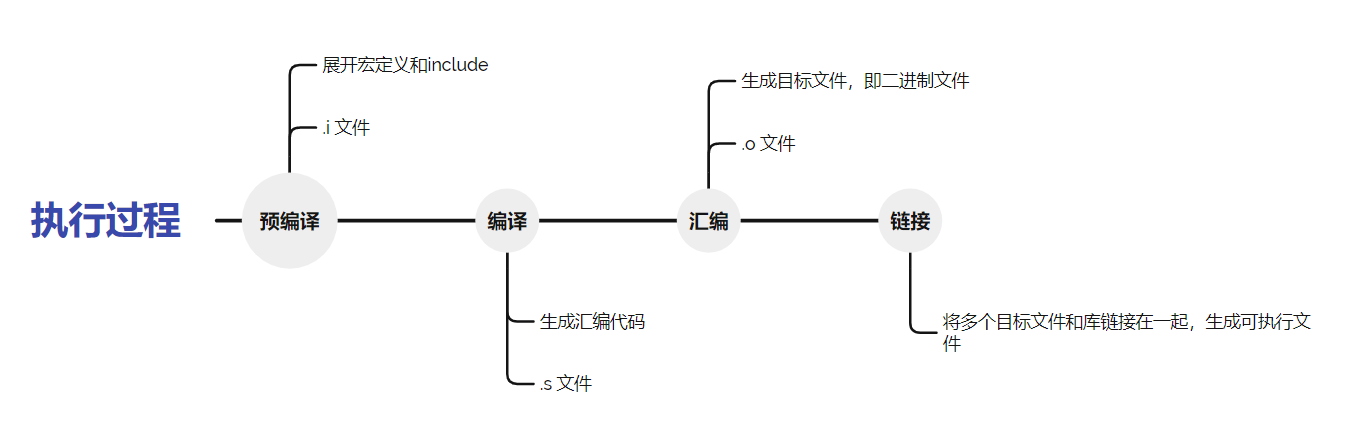 执行过程
预编译
展开宏定义和include
.i 文件
编译
生成汇编代码
.s 文件
汇编
生成目标文件，即二进制文件
.o 文件
链接
将多个目标文件和库链接在一起，生成可执行文
件